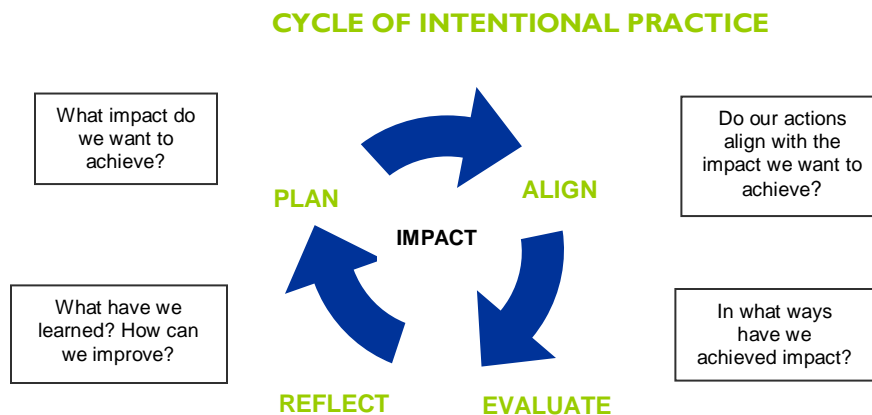 CYCLE OF INTENTIONAL PRACTICE
What impact do
we want to
achieve?
Do our actions
align with the
impact we want to
achieve?
PLAN
ALIGN
IMPACT
What have we
learned? How can
we improve?
In what ways
have we
achieved impact?
REFLECT
EVALUATE